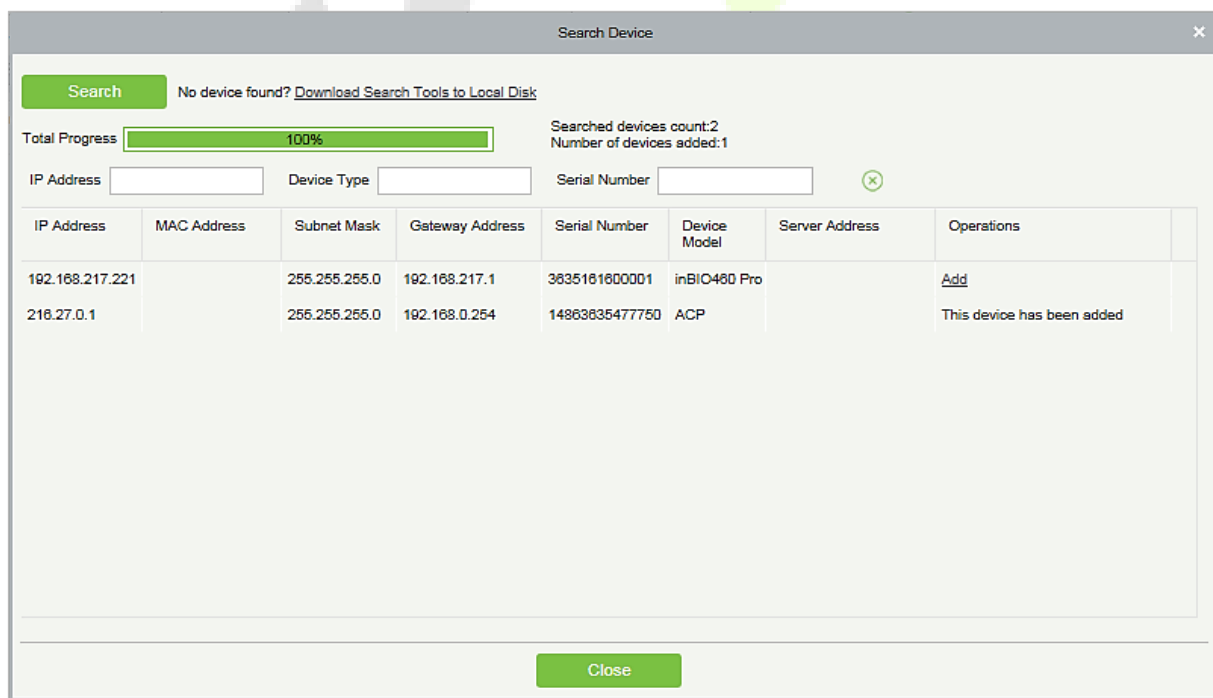 Search Device
Search
No device found? Download Search Tools to Local Disk
Total Progress 100%
Searched devices count:2
Number of devices added:1
IP Address Device Type Serial Number
IP Address MAC Address Subnet Mask Gateway Address Serial Number Device Model Server Address Operations
192.168.217.221 255.255.255.0 192.168.217.1 3635161600001 inBIO460 Pro Add
216.27.0.1 255.255.255.0 192.168.0.254 14863635477750 ACP This device has been added
Close